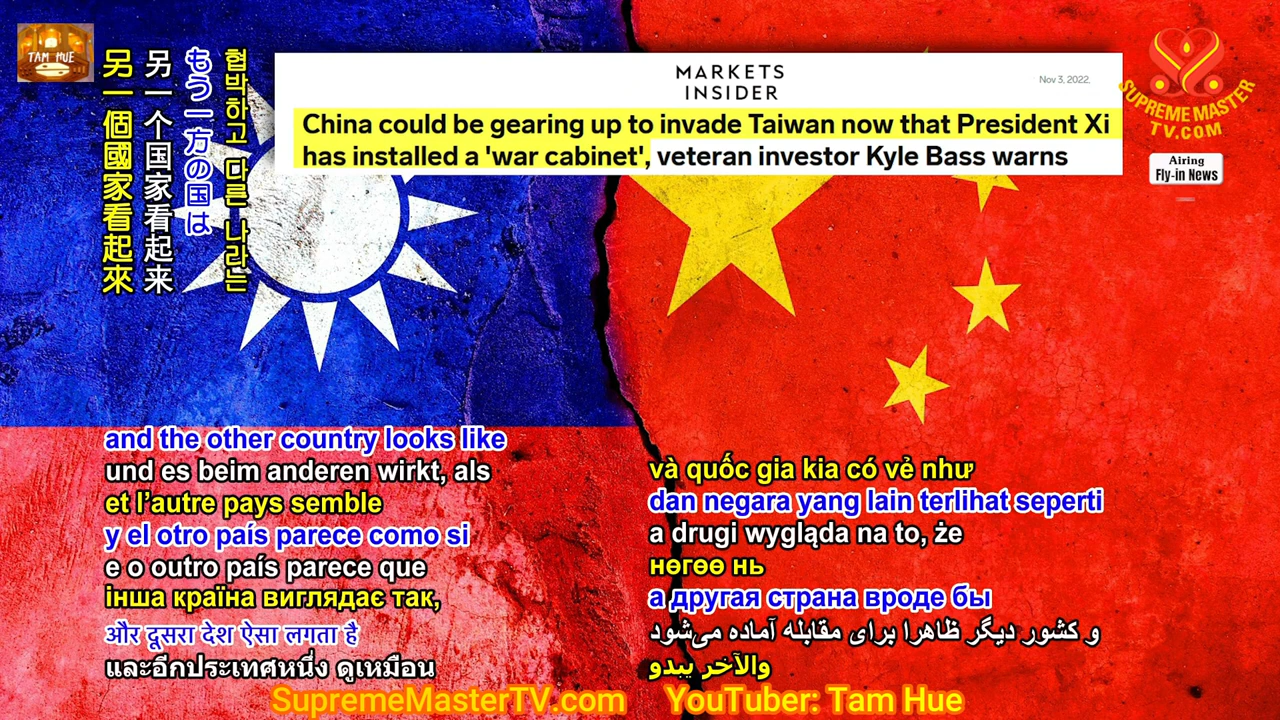 TAM HUE
另一個國家看起來
另一个国家看起来
もう一方の国は
협박하고 다른 나라는
MARKETS
INSIDER
Nov 3, 2022.
China could be gearing up to invade Taiwan now that President Xi
has installed a 'war cabinet', veteran investor Kyle Bass warns
SUPREME MASTER
TV.COM
Airing
Fly-in News
and the other country looks like
und es beim anderen wirkt, als
et l’autre pays semble
y el otro país parece como si
e o outro país parece que
інша країна виглядає так,
और दूसरा देश ऐसा लगता है
และอีกประเทศหนึ่ง ดูเหมือน
và quốc gia kia có vẻ như
dan negara yang lain terlihat seperti
a drugi wygląda na to, że
нөгөө нь
а другая страна вроде бы
و کشور دیگر ظاهرا برای مقابله آماده می‌شود
والآخر يبدو
SupremeMasterTV.com YouTuber: Tam Hue